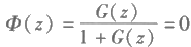 Φ(z) = G(z) / (1 + G(z)) = 0